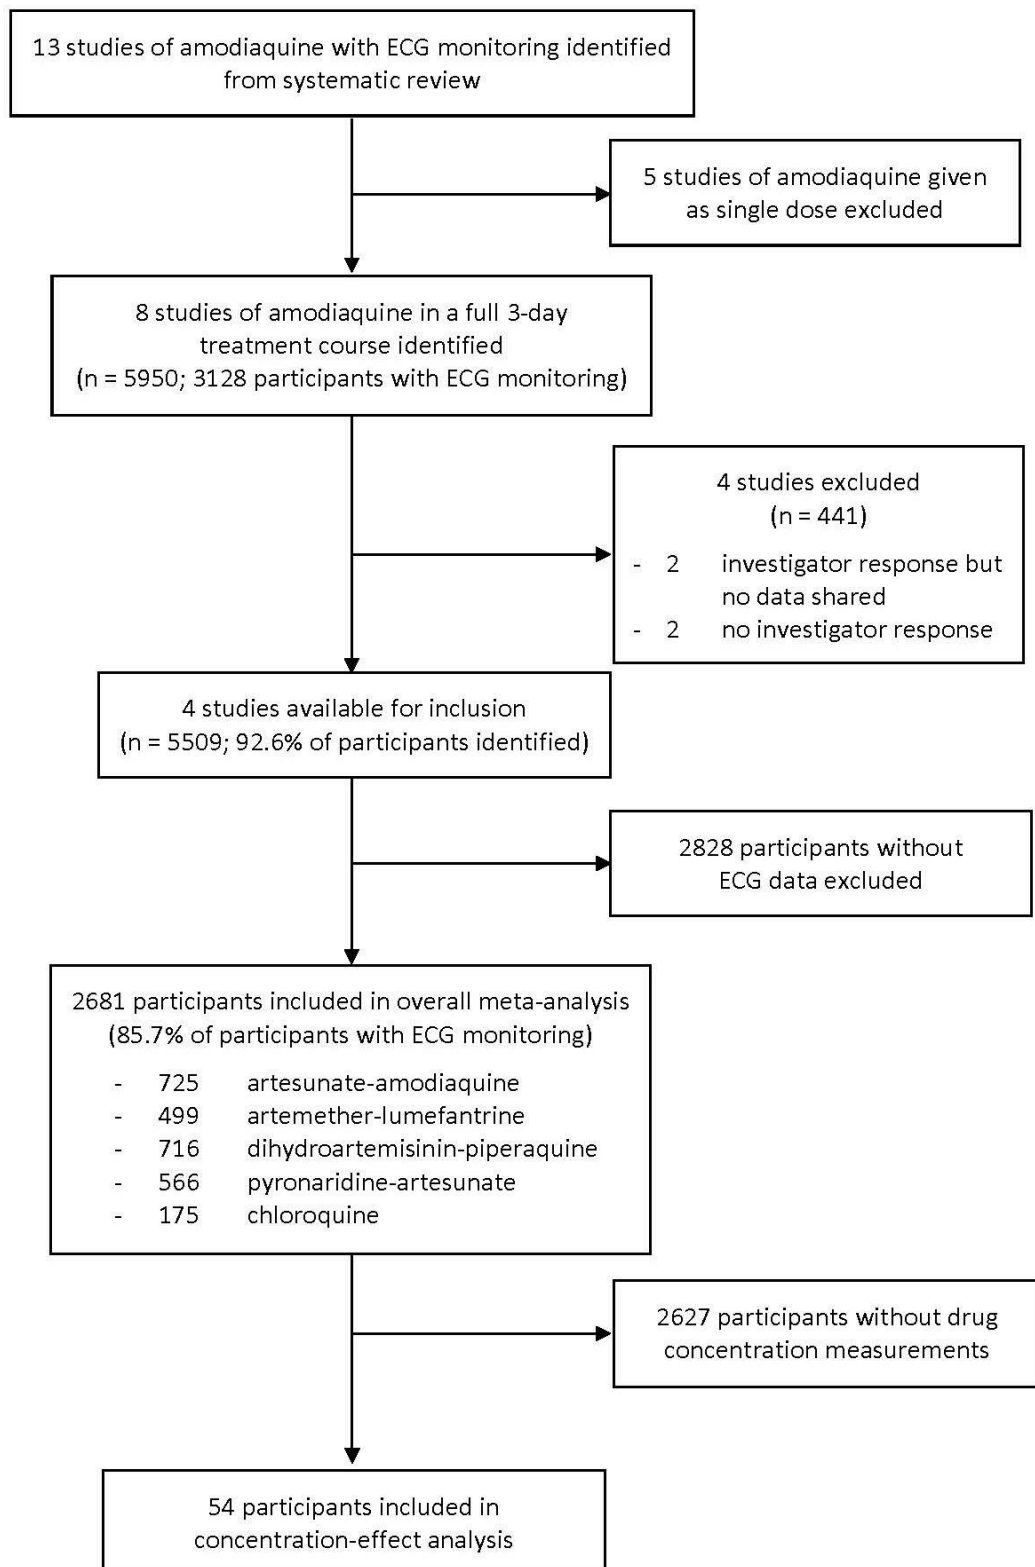 13 studies of amodiaquine with ECG monitoring identified
from systematic review
5 studies of amodiaquine given
as single dose excluded
8 studies of amodiaquine in a full 3-day
treatment course identified
(n = 5950; 3128 participants with ECG monitoring)
4 studies excluded
(n = 441)
- 2 investigator response but
no data shared
- 2 no investigator response
4 studies available for inclusion
(n = 5509; 92.6% of participants identified)
2828 participants without
ECG data excluded
2681 participants included in overall meta-analysis
(85.7% of participants with ECG monitoring)
- 725 artesunate-amodiaquine
- 499 artemether-lumefantrine
- 716 dihydroartemisinin-piperaquine
- 566 pyronaridine-artesunate
- 175 chloroquine
2627 participants without drug
concentration measurements
54 participants included in
concentration-effect analysis